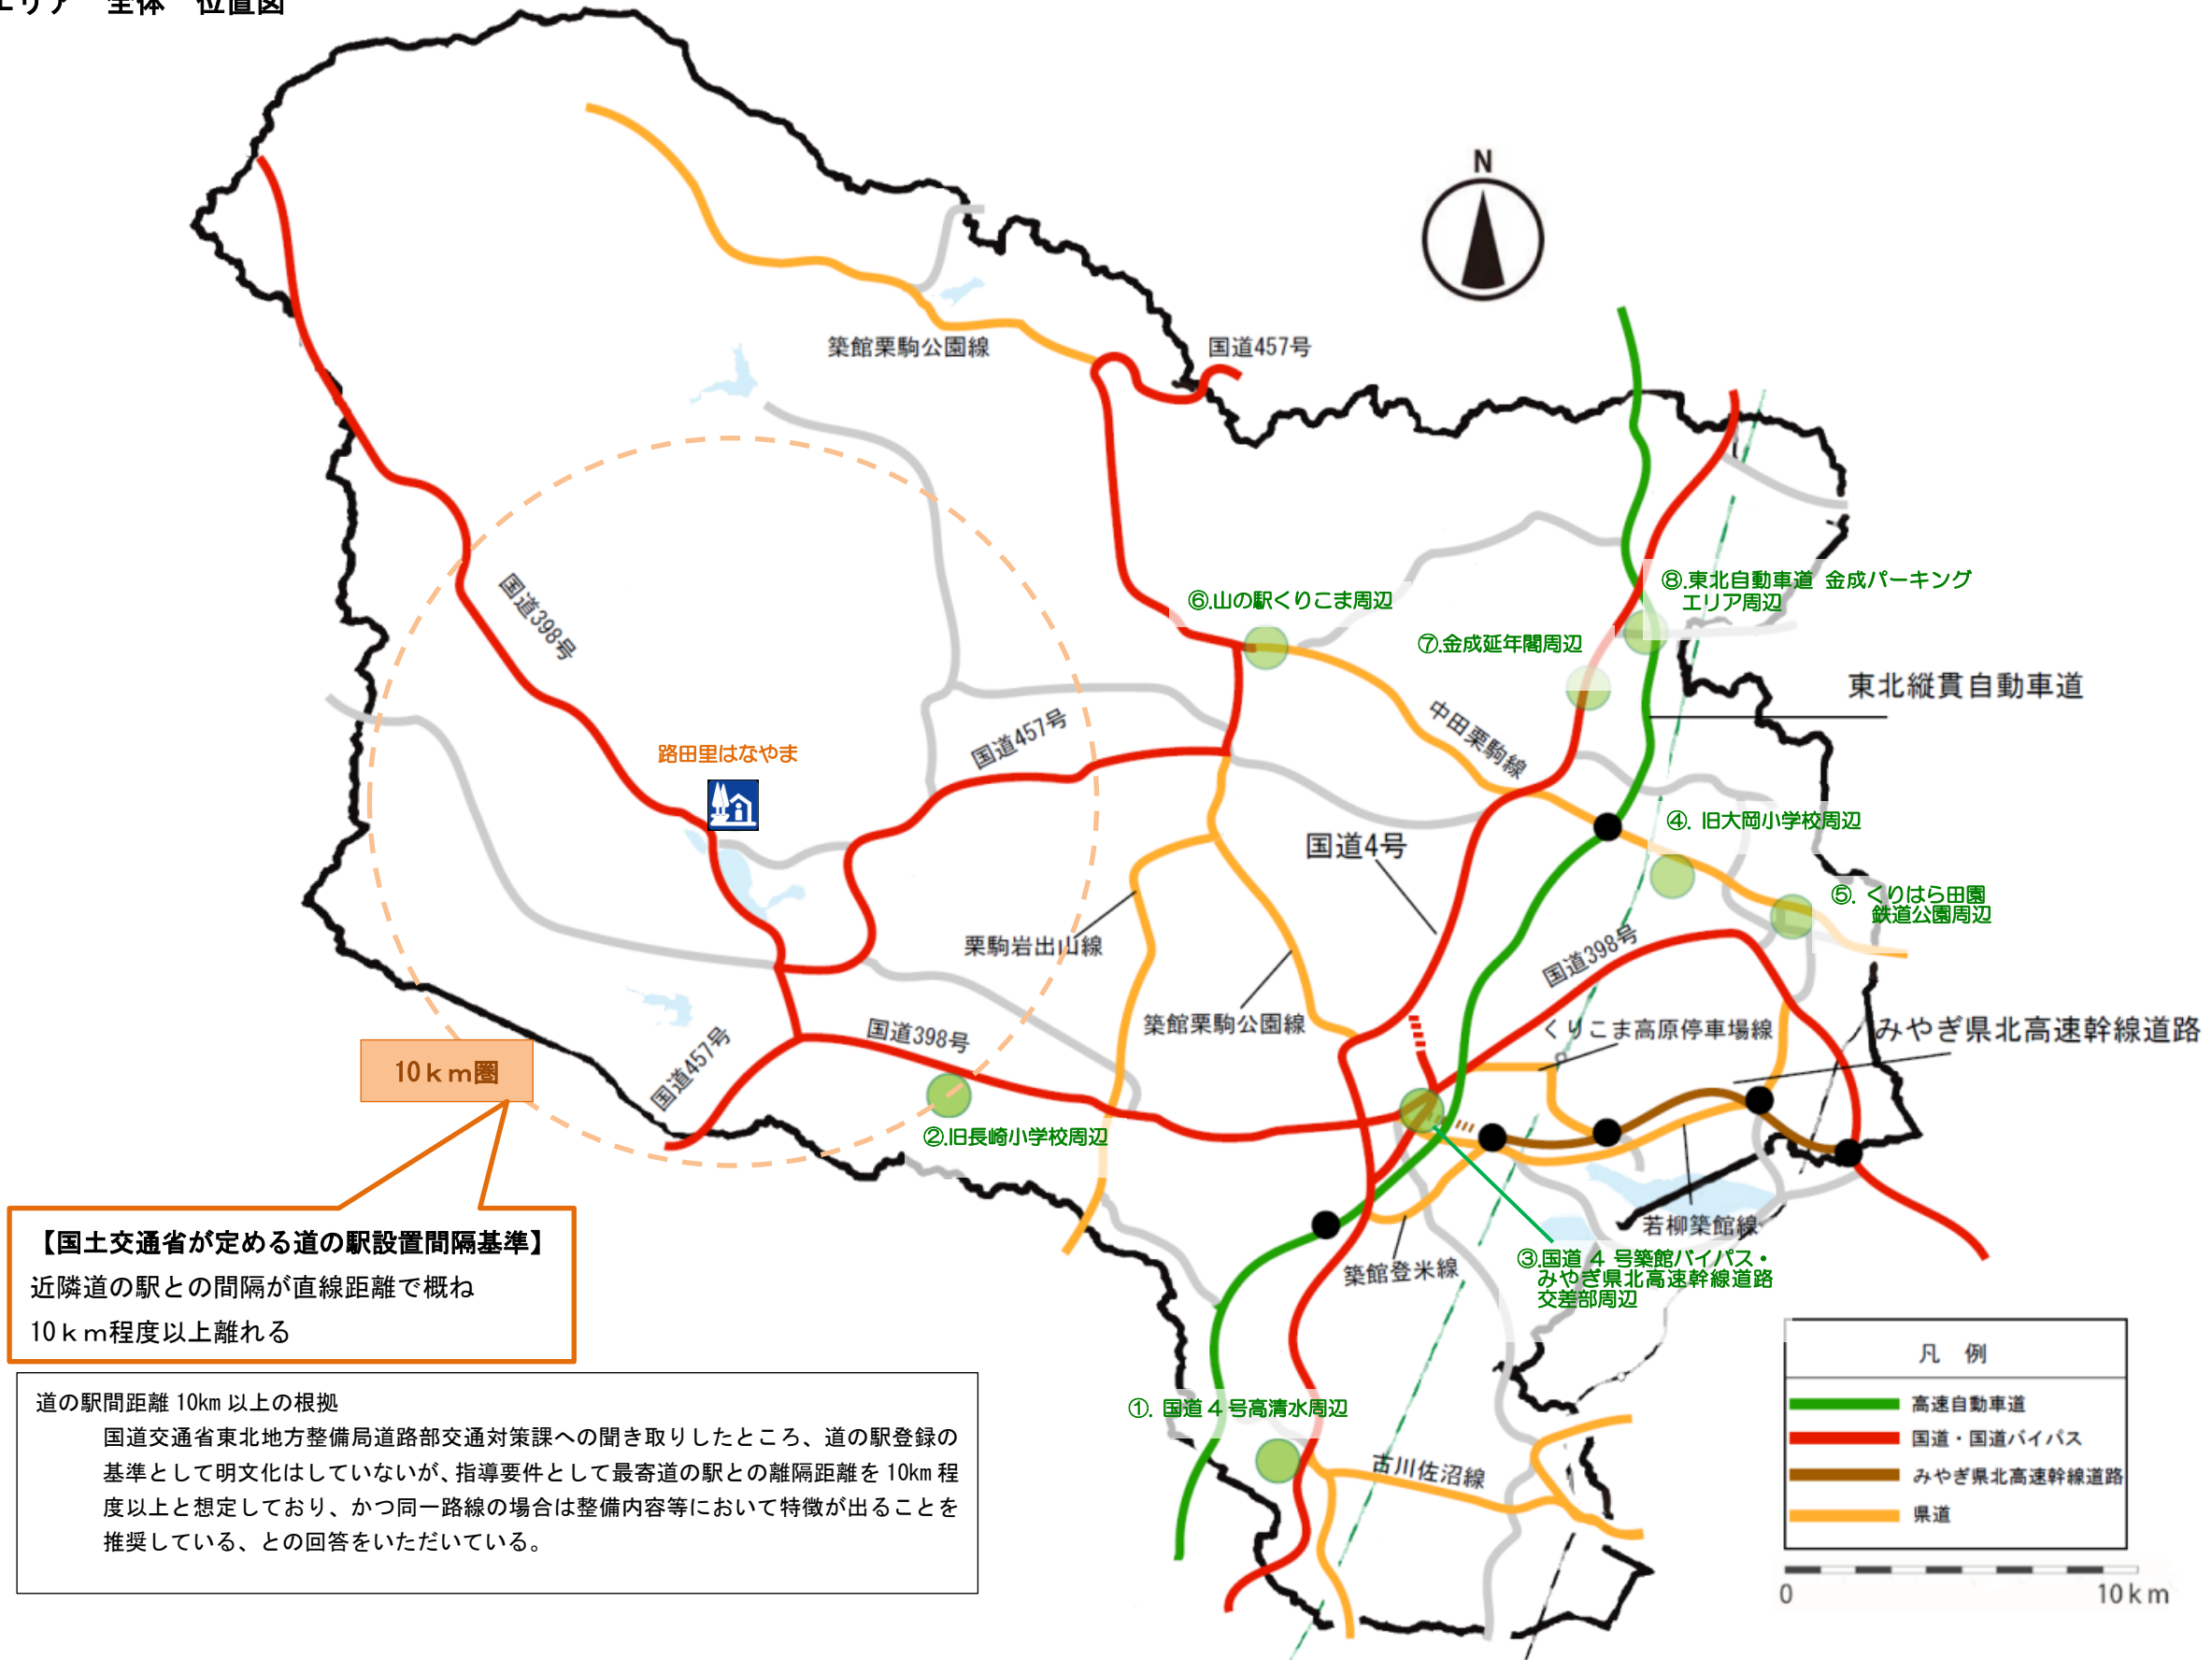 エリア 全体 位置図
N
築館栗駒公園線
国道457号
国道398号
⑥.山の駅くりこま周辺
⑧.東北自動車道 金成パーキング
エリア周辺
⑦.金成延年閣周辺
東北縦貫自動車道
中田栗駒線
国道457号
路田里はなやま
④. 旧大岡小学校周辺
国道4号
⑤. くりはら田園
鉄道公園周辺
栗駒岩出山線
国道398号
築館栗駒公園線
くりこま高原停車場線
みやぎ県北高速幹線道路
国道398号
国道457号
10km圏
②.旧長崎小学校周辺
若柳築館線
築館登米線
③.国道 4 号築館バイパス・
みやぎ県北高速幹線道路
交差部周辺
【国土交通省が定める道の駅設置間隔基準】
近隣道の駅との間隔が直線距離で概ね
10km程度以上離れる
道の駅間距離 10km 以上の根拠
国道交通省東北地方整備局道路部交通対策課への聞き取りしたところ、道の駅登録の
基準として明文化はしていないが、指導要件として最寄道の駅との離隔距離を 10km 程
度以上と想定しており、かつ同一路線の場合は整備内容等において特徴が出ることを
推奨している、との回答をいただいている。
①. 国道 4 号高清水周辺
古川佐沼線
凡 例
高速自動車道
国道・国道バイパス
みやぎ県北高速幹線道路
県道
0 10km